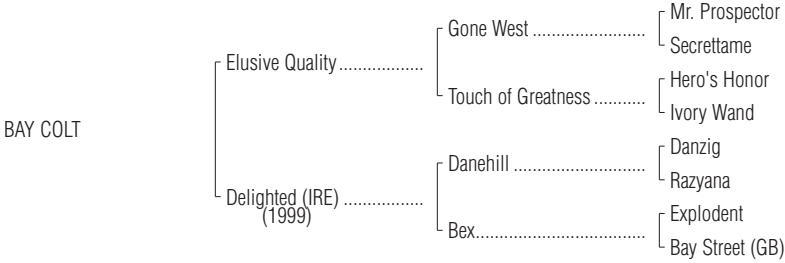 Mr. Prospector
Gone West ........................
Secrettame
Elusive Quality..................
Hero's Honor
Touch of Greatness ...........
Ivory Wand
BAY COLT
Danzig
Danehill ............................
Razyana
Delighted (IRE) .................
(1999)
Explodent
Bex....................................
Bay Street (GB)